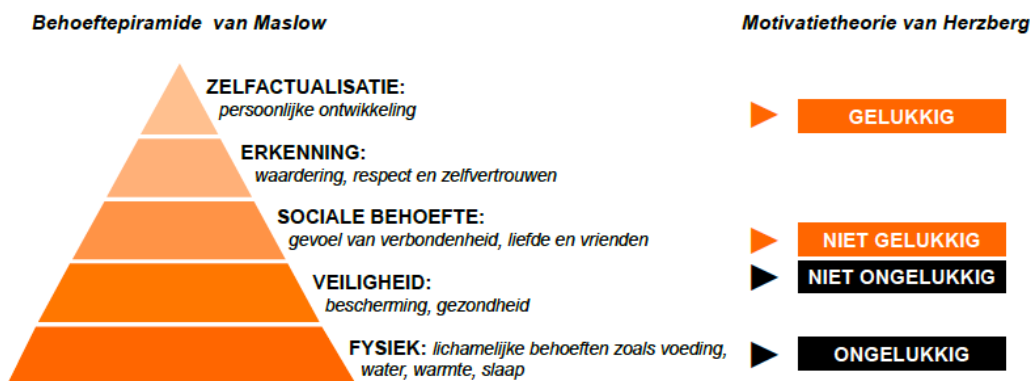 Behoeftepiramide van Maslow
Motivatietheorie van Herzberg
ZELFACTUALISATIE:
persoonlijke ontwikkeling
GELUKKIG
ERKENNING:
waardering, respect en zelfvertrouwen
SOCIALE BEHOEFTE:
gevoel van verbondenheid, liefde en vrienden
NIET GELUKKIG
VEILIGHEID:
bescherming, gezondheid
NIET ONGELUKKIG
FYSIEK: lichamelijke behoeften zoals voeding,
water, warmte, slaap
ONGELUKKIG